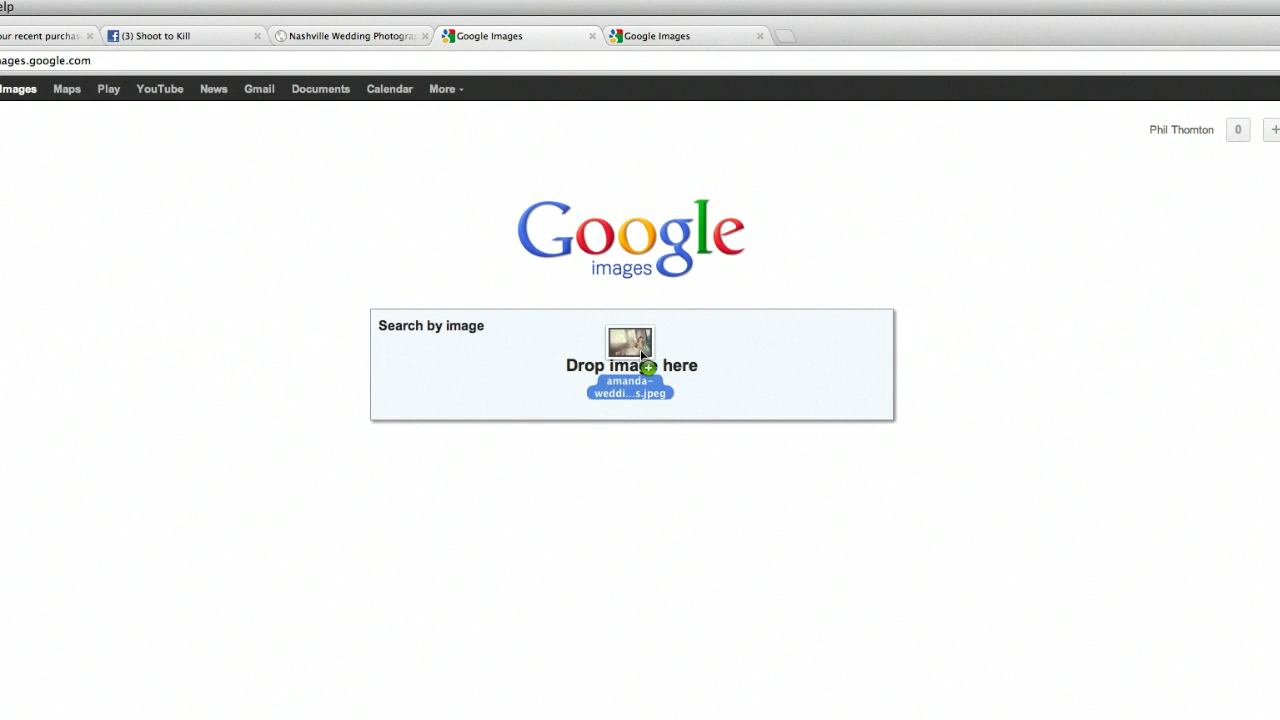 elp
our recent purchas
(3) Shoot to Kill
Nashville Wedding Photogra
Google Images
Google Images
ages.google.com
Images Maps Play YouTube News Gmail Documents Calendar More
Phil Thornton 0 +
Google
images
Search by image
Drop image here
amanda-
weddi...s.jpeg